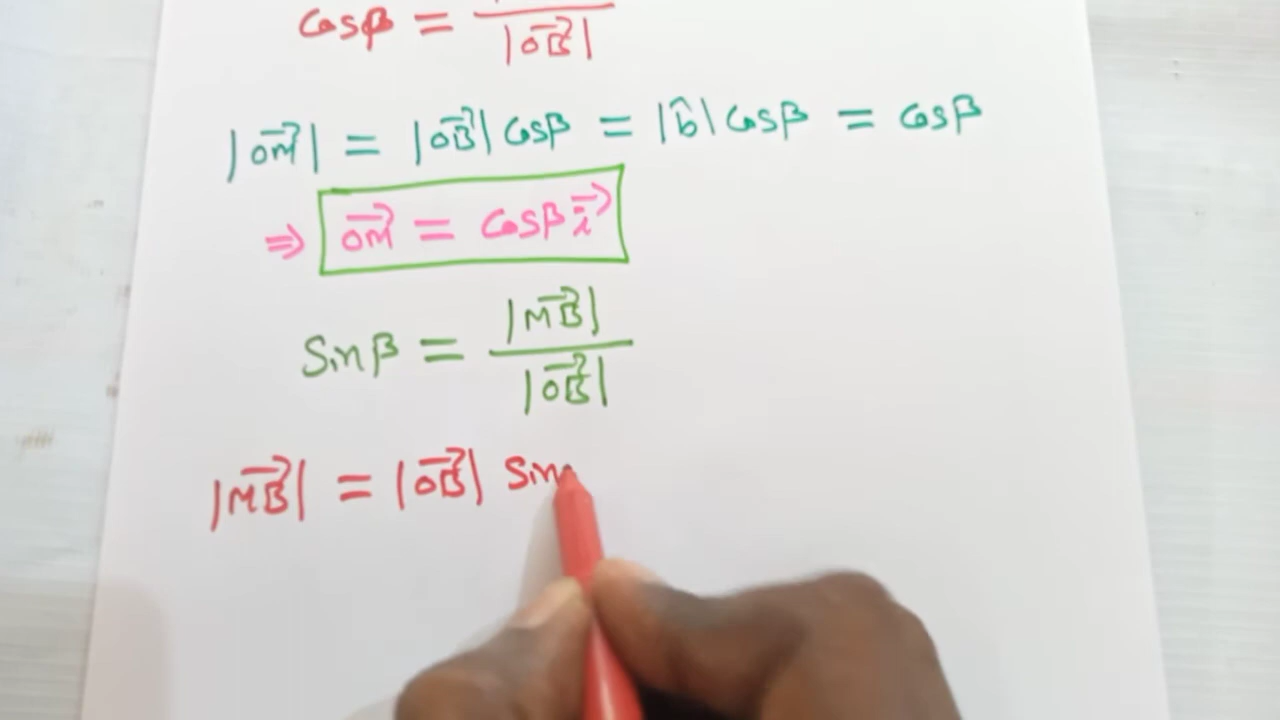 Cosβ = |OB⃗|
|OM⃗| = |OB⃗| Cosβ = |b̂| Cosβ = Cosβ
⇒ OM⃗ = Cosβ i⃗
Sinβ = |MB⃗| / |OB⃗|
|MB⃗| = |OB⃗| Sin